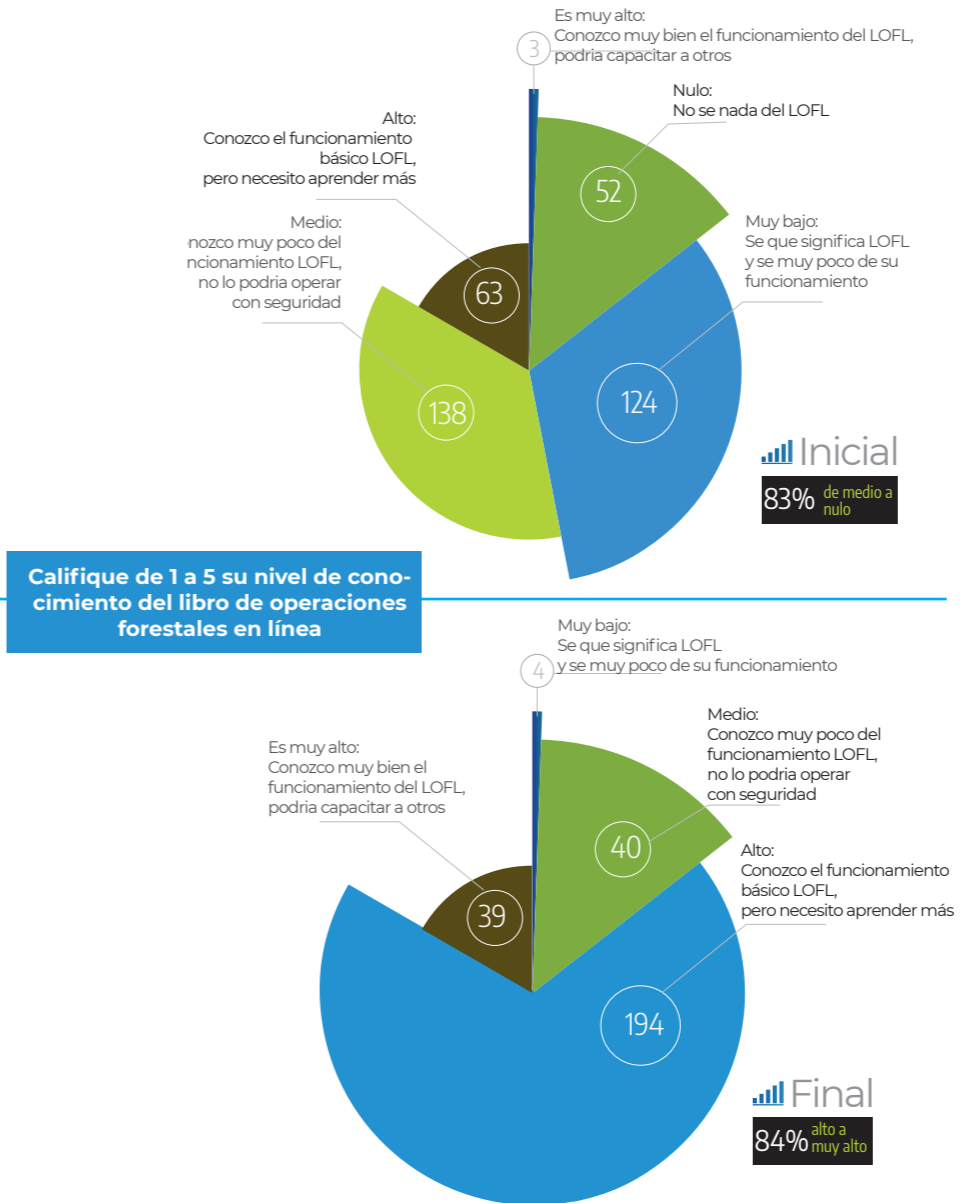 Es muy alto:
Conozco muy bien el funcionamiento del LOFL,
podria capacitar a otros
3
Nulo:
No se nada del LOFL
52
Alto:
Conozco el funcionamiento
básico LOFL,
pero necesito aprender más
63
Medio:
nozco muy poco del
ncionamiento LOFL,
no lo podria operar
con seguridad
138
Muy bajo:
Se que significa LOFL
y se muy poco de su
funcionamiento
124
Inicial
83% de medio a
nulo
Califique de 1 a 5 su nivel de cono-
cimiento del libro de operaciones
forestales en línea
Muy bajo:
Se que significa LOFL
y se muy poco de su funcionamiento
4
Medio:
Conozco muy poco del
funcionamiento LOFL,
no lo podria operar
con seguridad
40
Es muy alto:
Conozco muy bien el
funcionamiento del LOFL,
podria capacitar a otros
39
Alto:
Conozco el funcionamiento
básico LOFL,
pero necesito aprender más
194
Final
84% alto a
muy alto